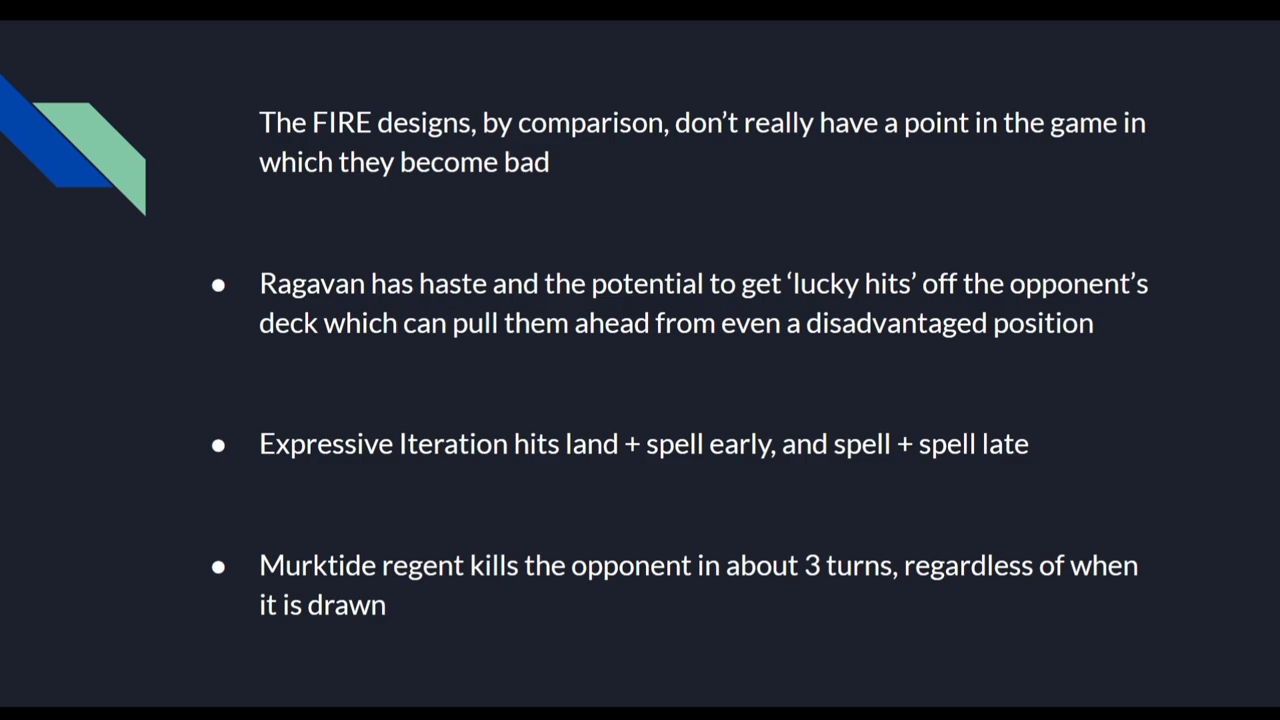 The FIRE designs, by comparison, don’t really have a point in the game in
which they become bad
● Ragavan has haste and the potential to get ‘lucky hits’ off the opponent’s
deck which can pull them ahead from even a disadvantaged position
● Expressive Iteration hits land + spell early, and spell + spell late
● Murktide regent kills the opponent in about 3 turns, regardless of when
it is drawn